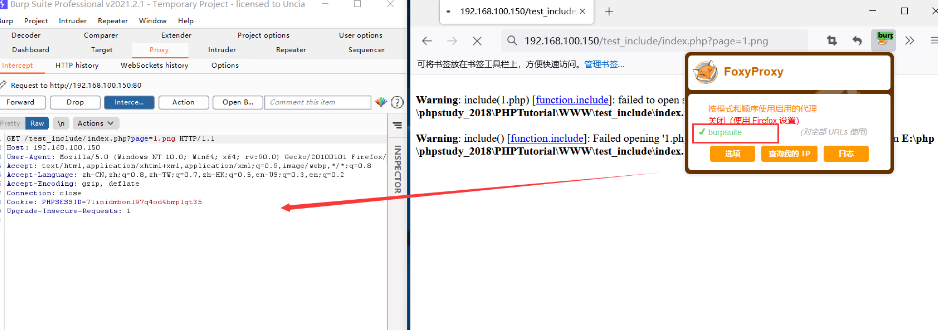 Burp Suite Professional v2021.2.1 - Temporary Project - licensed to Uncia
Burp Project Intruder Repeater Window Help
Decoder Comparer Extender Project options User options
Dashboard Target Proxy Intruder Repeater Sequencer
Intercept HTTP history WebSockets history Options
Request to http://192.168.100.150:80
Forward Drop Interce... Action Open B... Comment this item
Pretty Raw \n Actions
GET /test_include/index.php?page=1.png HTTP/1.1
Host: 192.168.100.150
User-Agent: Mozilla/5.0 (Windows NT 10.0; Win64; x64; rv:90.0) Gecko/20100101 Firefox/
Accept: text/html,application/xhtml+xml,application/xml;q=0.9,image/webp,*/*;q=0.8
Accept-Language: zh-CN,zh;q=0.8,zh-TW;q=0.7,zh-HK;q=0.5,en-US;q=0.3,en;q=0.2
Accept-Encoding: gzip, deflate
Connection: close
Upgrade-Insecure-Requests: 1
INSPECTOR
192.168.100.150/test_include/inde
192.168.100.150/test_include/index.php?page=1.png
burp
可将书签放在书签工具栏上，方便快速访问。管理书签...
Warning: include(1.php) [function.include]: failed to open s
\phpstudy_2018\PHPTutorial\WWW\test_include\index.
Warning: include() [function.include]: Failed opening '1.ph
n E:\php
\phpstudy_2018\PHPTutorial\WWW\test_include\index.
FoxyProxy
按模式和顺序使用启用的代理
关闭 (使用 Firefox 设置)
✓ burpsuite (对全部 URLs 使用)
选项 查询我的 IP 日志